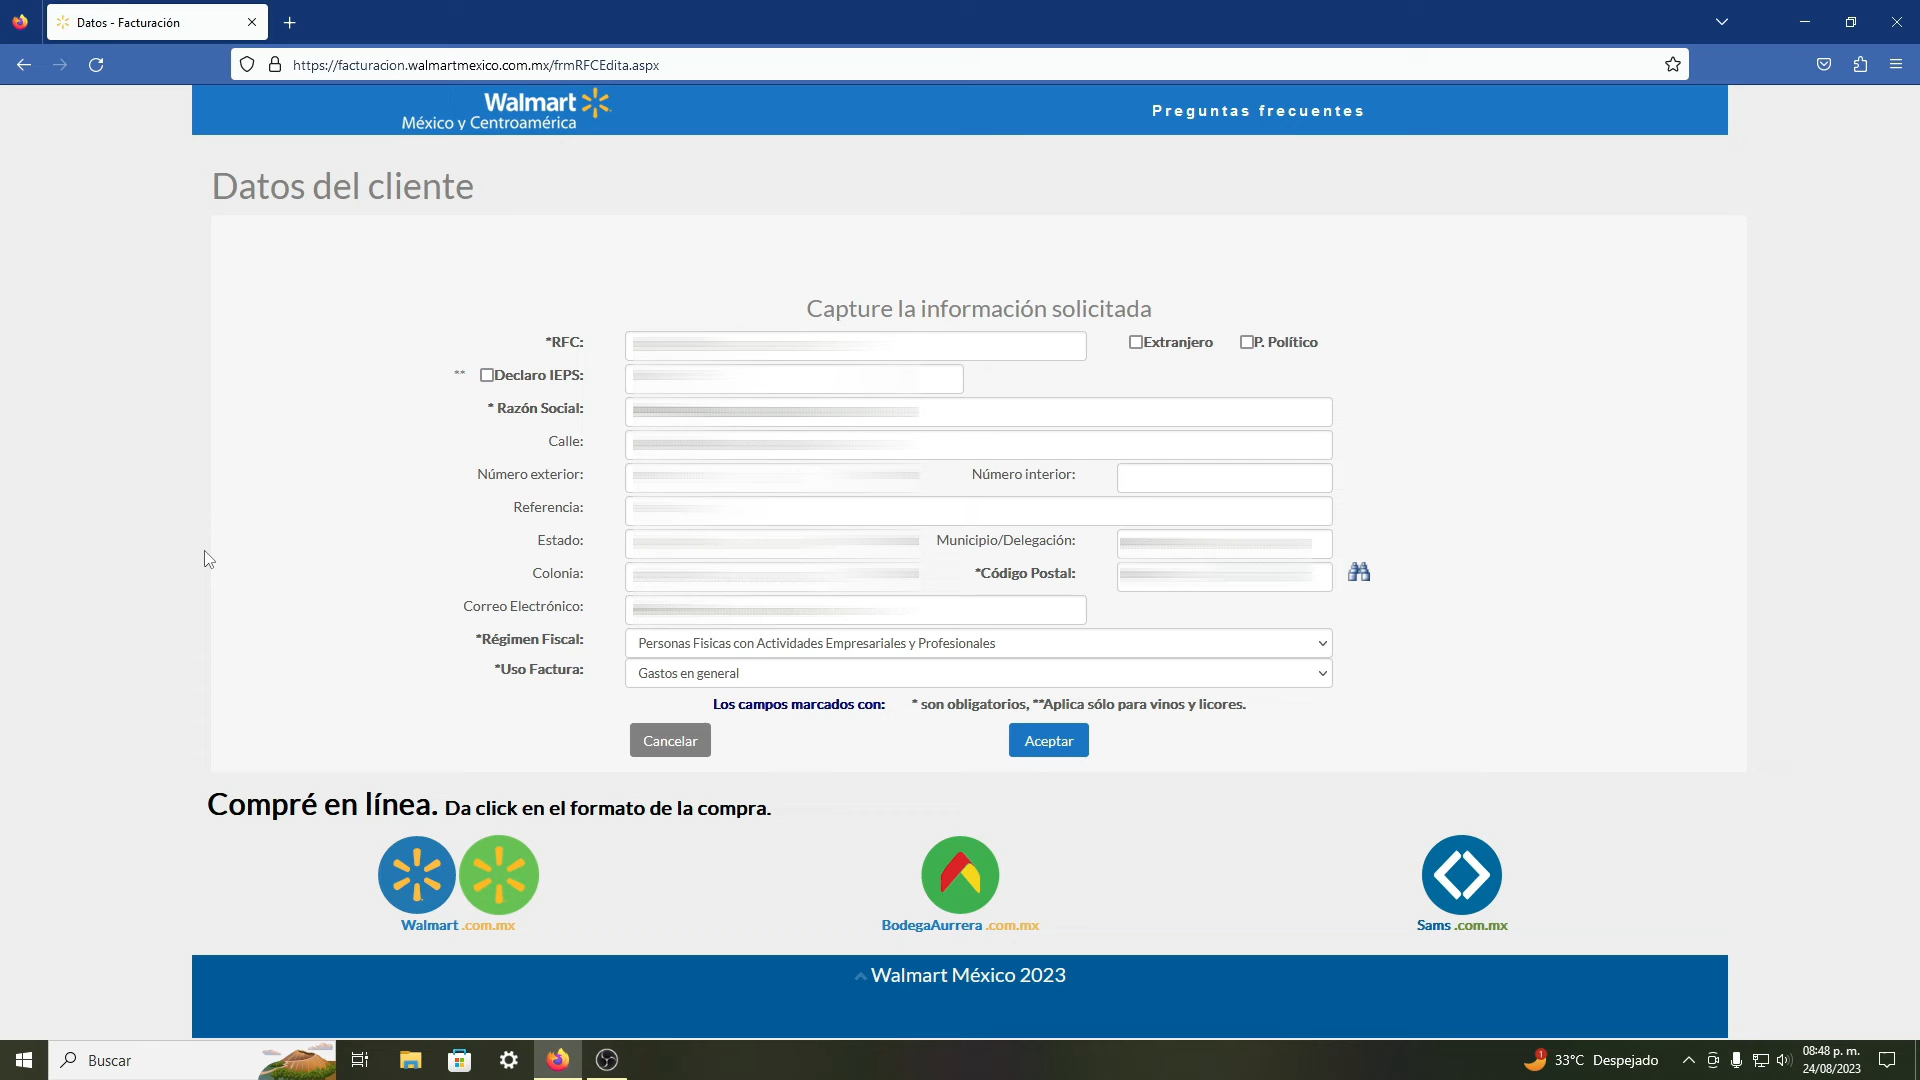 Datos - Facturación
https://facturacion.walmartmexico.com.mx/frmRFCEdita.aspx
Walmart
México y Centroamérica
Preguntas frecuentes
Datos del cliente
Capture la información solicitada
*RFC:
Extranjero
P. Político
** Declaro IEPS:
* Razón Social:
Calle:
Número exterior:
Número interior:
Referencia:
Estado:
Municipio/Delegación:
Colonia:
*Código Postal:
Correo Electrónico:
*Régimen Fiscal:
Personas Fisicas con Actividades Empresariales y Profesionales
*Uso Factura:
Gastos en general
Los campos marcados con: * son obligatorios, **Aplica sólo para vinos y licores.
Cancelar
Aceptar
Compré en línea. Da click en el formato de la compra.
Walmart .com.mx
BodegaAurrera .com.mx
Sams .com.mx
Walmart México 2023
Buscar
1
33°C Despejado
08:48 p. m.
24/08/2023